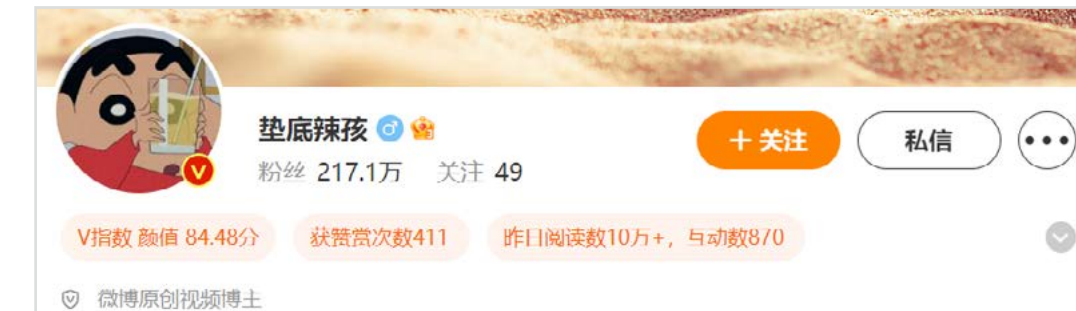 垫底辣孩
粉丝 217.1万 关注 49
+关注 私信
V指数 颜值 84.48分 获赞赏次数411 昨日阅读数10万+，互动数870
微博原创视频博主